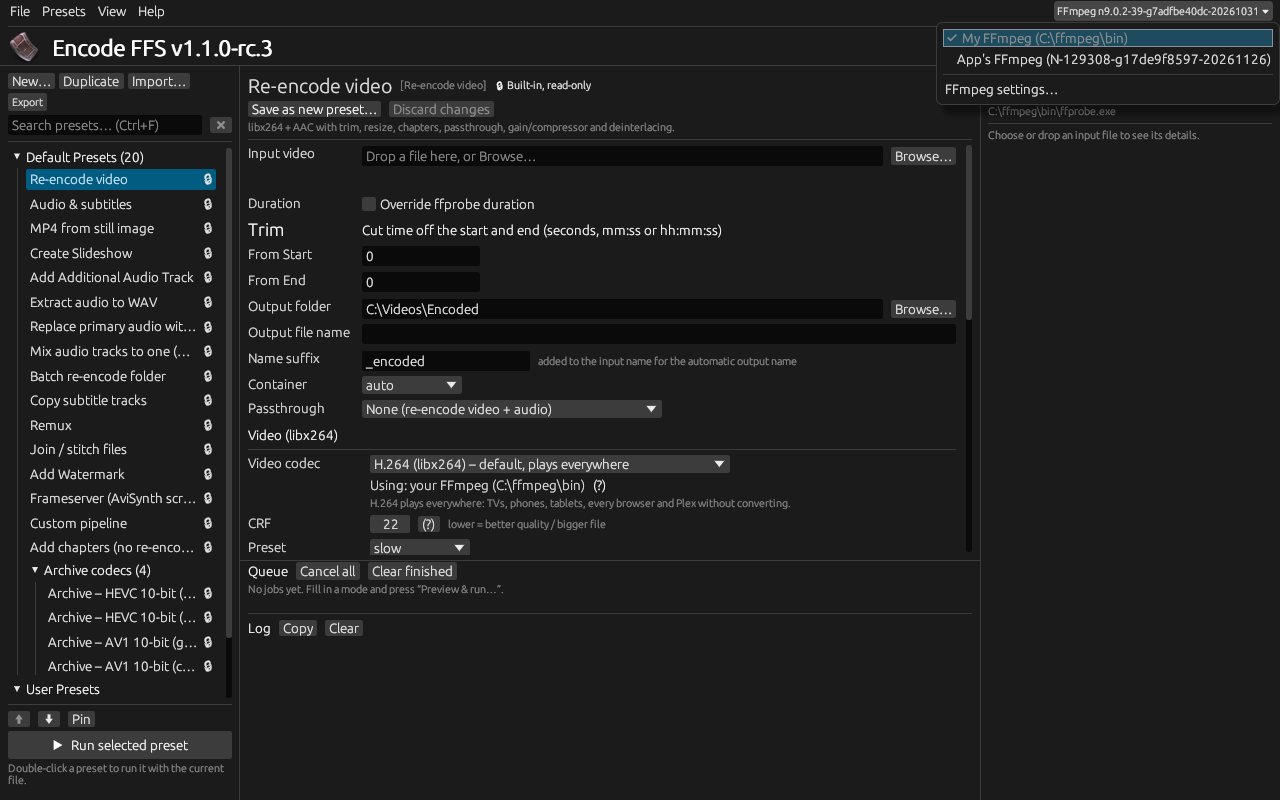 File Presets View Help
FFmpeg n9.0.2-39-g7adfbe40dc-20261031
Encode FFS v1.1.0-rc.3
My FFmpeg (C:\ffmpeg\bin)
App's FFmpeg (N-129308-g17de9f8597-20261126)
FFmpeg settings...
C:\ffmpeg\bin\ffprobe.exe
Choose or drop an input file to see its details.
New... Duplicate Import...
Export
Search presets... (Ctrl+F)
Default Presets (20)
Re-encode video
Audio & subtitles
MP4 from still image
Create Slideshow
Add Additional Audio Track
Extract audio to WAV
Replace primary audio wit...
Mix audio tracks to one (...
Batch re-encode folder
Copy subtitle tracks
Remux
Join / stitch files
Add Watermark
Frameserver (AviSynth scr...
Custom pipeline
Add chapters (no re-enco...
Archive codecs (4)
Archive – HEVC 10-bit (...
Archive – HEVC 10-bit (...
Archive – AV1 10-bit (g...
Archive – AV1 10-bit (c...
User Presets
Pin
Run selected preset
Double-click a preset to run it with the current
file.
Re-encode video [Re-encode video] Built-in, read-only
Save as new preset... Discard changes
libx264 + AAC with trim, resize, chapters, passthrough, gain/compressor and deinterlacing.
Input video Drop a file here, or Browse... Browse...
Duration Override ffprobe duration
Trim Cut time off the start and end (seconds, mm:ss or hh:mm:ss)
From Start 0
From End 0
Output folder C:\Videos\Encoded Browse...
Output file name
Name suffix _encoded added to the input name for the automatic output name
Container auto
Passthrough None (re-encode video + audio)
Video (libx264)
Video codec H.264 (libx264) – default, plays everywhere
Using: your FFmpeg (C:\ffmpeg\bin) (?)
H.264 plays everywhere: TVs, phones, tablets, every browser and Plex without converting.
CRF 22 (?) lower = better quality / bigger file
Preset slow
Queue Cancel all Clear finished
No jobs yet. Fill in a mode and press "Preview & run...".
Log Copy Clear